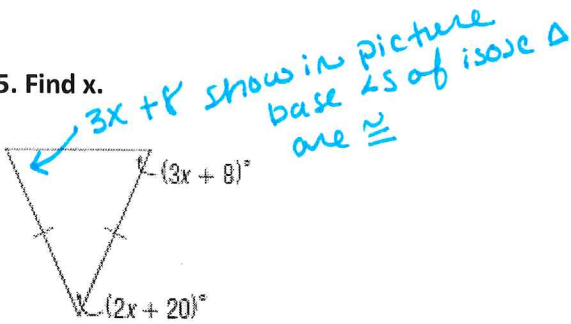 5. Find x.
3x + 8 show in picture
base ∠s of isosc △
are ≅
(3x + 8)°
(2x + 20)°